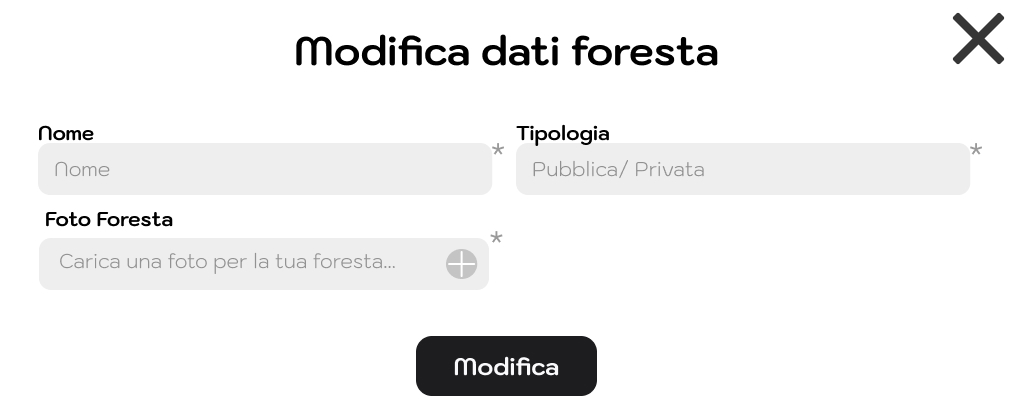 Modifica dati foresta
Nome
Tipologia
Nome *
Pubblica/ Privata *
Foto Foresta
Carica una foto per la tua foresta... *
Modifica